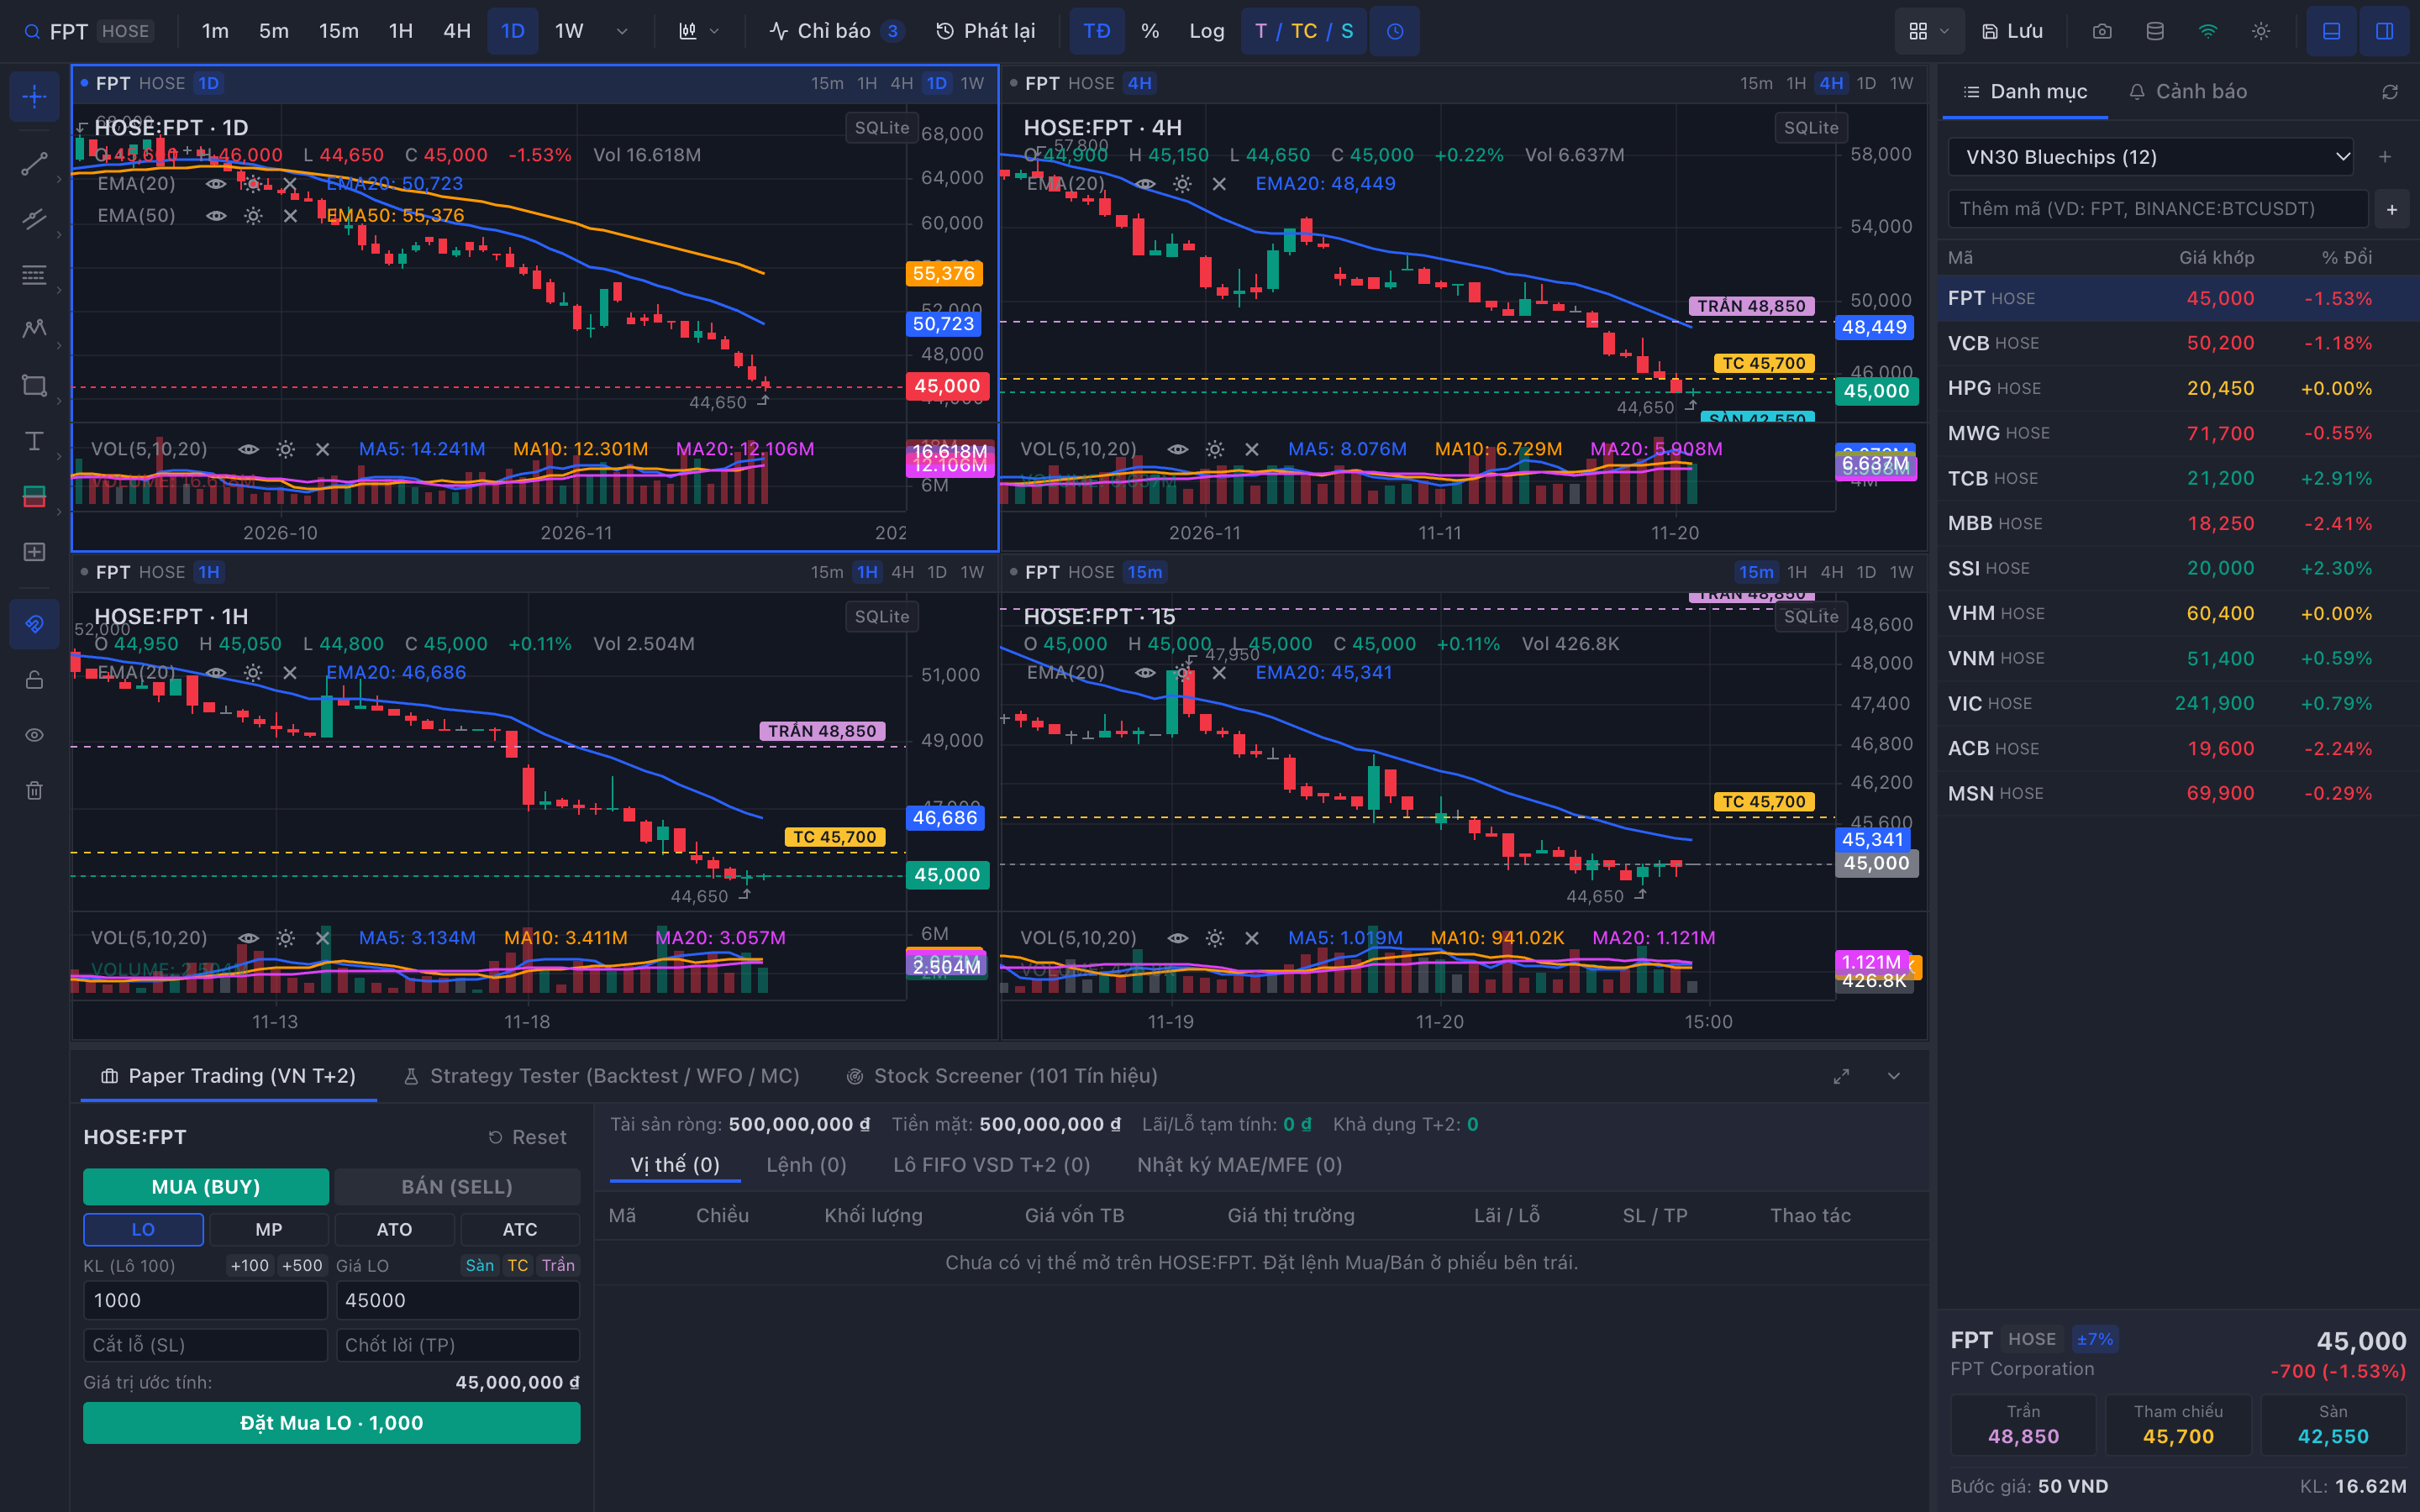 FPT HOSE 1m 5m 15m 1H 4H 1D 1W Chỉ báo 3 Phát lại TĐ % Log T / TC / S Lưu
FPT HOSE 1D 15m 1H 4H 1D 1W
HOSE:FPT · 1D SQLite
O 45,650 H 46,000 L 44,650 C 45,000 -1.53% Vol 16.618M
EMA(20) EMA20: 50,723
EMA(50) EMA50: 55,376
68,000
64,000
60,000
55,376
52,000
50,723
48,000
45,000
44,650
VOL(5,10,20) MA5: 14.241M MA10: 12.301M MA20: 12.106M
16.618M
12.106M
6M
2026-10 2026-11
FPT HOSE 4H 15m 1H 4H 1D 1W
HOSE:FPT · 4H SQLite
57,800
O 44,900 H 45,150 L 44,650 C 45,000 +0.22% Vol 6.637M
EMA(20) EMA20: 48,449
58,000
54,000
50,000
TRẦN 48,850
48,449
TC 45,700
46,000
45,000
44,650
SÀN 42,550
VOL(5,10,20) MA5: 8.076M MA10: 6.729M MA20: 5.908M
6.637M
2026-11 11-11 11-20
FPT HOSE 1H 15m 1H 4H 1D 1W
HOSE:FPT · 1H SQLite
52,000
O 44,950 H 45,050 L 44,800 C 45,000 +0.11% Vol 2.504M
EMA(20) EMA20: 46,686
51,000
TRẦN 48,850
49,000
46,686
TC 45,700
45,000
44,650
VOL(5,10,20) MA5: 3.134M MA10: 3.411M MA20: 3.057M
6M
2.504M
11-13 11-18
FPT HOSE 15m 15m 1H 4H 1D 1W
TRẦN 48,850
HOSE:FPT · 15 SQLite
O 45,000 H 45,000 L 45,000 C 45,000 +0.11% Vol 426.8K
47,950
EMA(20) EMA20: 45,341
48,600
48,000
47,400
46,800
46,200
TC 45,700
45,600
45,341
45,000
44,650
VOL(5,10,20) MA5: 1.019M MA10: 941.02K MA20: 1.121M
1.121M
426.8K
11-19 11-20 15:00
Danh mục Cảnh báo
VN30 Bluechips (12)
Thêm mã (VD: FPT, BINANCE:BTCUSDT) +
Mã Giá khớp % Đổi
FPT HOSE 45,000 -1.53%
VCB HOSE 50,200 -1.18%
HPG HOSE 20,450 +0.00%
MWG HOSE 71,700 -0.55%
TCB HOSE 21,200 +2.91%
MBB HOSE 18,250 -2.41%
SSI HOSE 20,000 +2.30%
VHM HOSE 60,400 +0.00%
VNM HOSE 51,400 +0.59%
VIC HOSE 241,900 +0.79%
ACB HOSE 19,600 -2.24%
MSN HOSE 69,900 -0.29%
FPT HOSE ±7% 45,000
FPT Corporation -700 (-1.53%)
Trần Tham chiếu Sàn
48,850 45,700 42,550
Bước giá: 50 VND KL: 16.62M
Paper Trading (VN T+2) Strategy Tester (Backtest / WFO / MC) Stock Screener (101 Tín hiệu)
HOSE:FPT Reset
MUA (BUY) BÁN (SELL)
LO MP ATO ATC
KL (Lô 100) +100 +500 Giá LO Sàn TC Trần
1000 45000
Cắt lỗ (SL) Chốt lời (TP)
Giá trị ước tính: 45,000,000 ₫
Đặt Mua LO · 1,000
Tài sản ròng: 500,000,000 ₫ Tiền mặt: 500,000,000 ₫ Lãi/Lỗ tạm tính: 0 ₫ Khả dụng T+2: 0
Vị thế (0) Lệnh (0) Lô FIFO VSD T+2 (0) Nhật ký MAE/MFE (0)
Mã Chiều Khối lượng Giá vốn TB Giá thị trường Lãi / Lỗ SL / TP Thao tác
Chưa có vị thế mở trên HOSE:FPT. Đặt lệnh Mua/Bán ở phiếu bên trái.